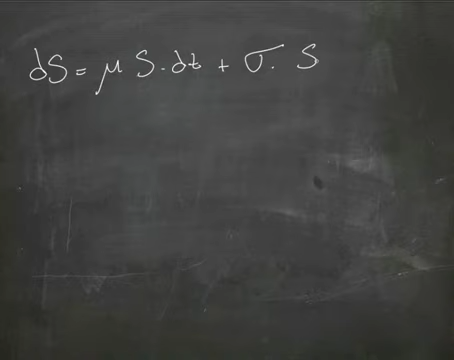 dS = μ S · dt + σ · S